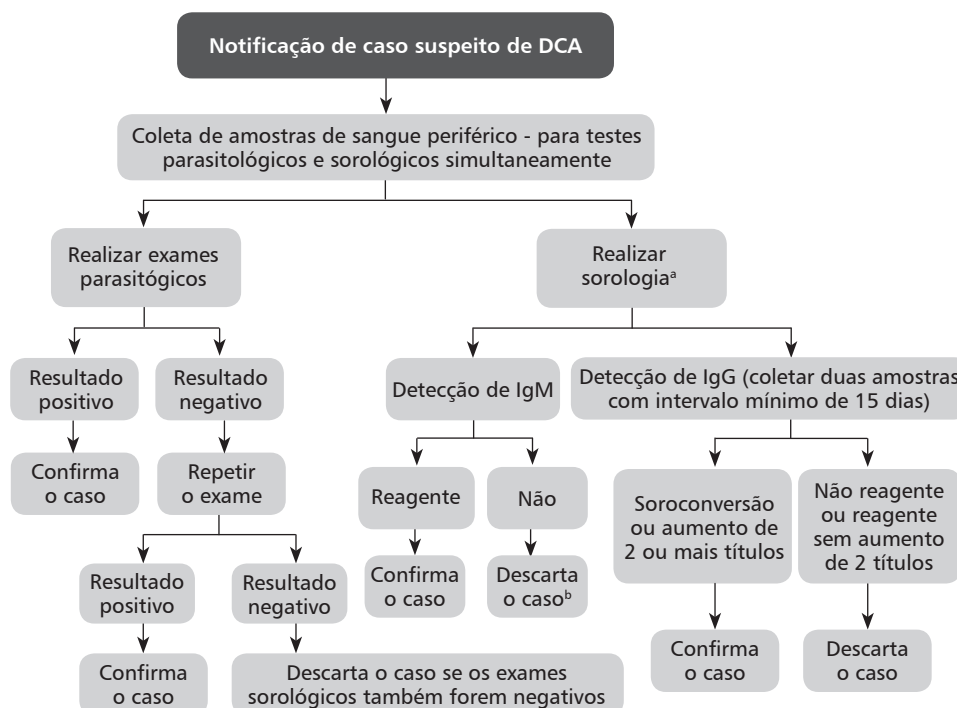 Notificação de caso suspeito de DCA
Coleta de amostras de sangue periférico - para testes
parasitológicos e sorológicos simultaneamente
Realizar exames
parasitógicos
Realizar
sorologiaª
Resultado
positivo
Resultado
negativo
Detecção de IgM
Detecção de IgG (coletar duas amostras
com intervalo mínimo de 15 dias)
Confirma
o caso
Repetir
o exame
Reagente
Não
Soroconversão
ou aumento de
2 ou mais títulos
Não reagente
ou reagente
sem aumento
de 2 títulos
Resultado
positivo
Resultado
negativo
Confirma
o caso
Descarta
o casoᵇ
Confirma
o caso
Descarta o caso se os exames
sorológicos também forem negativos
Confirma
o caso
Descarta
o caso